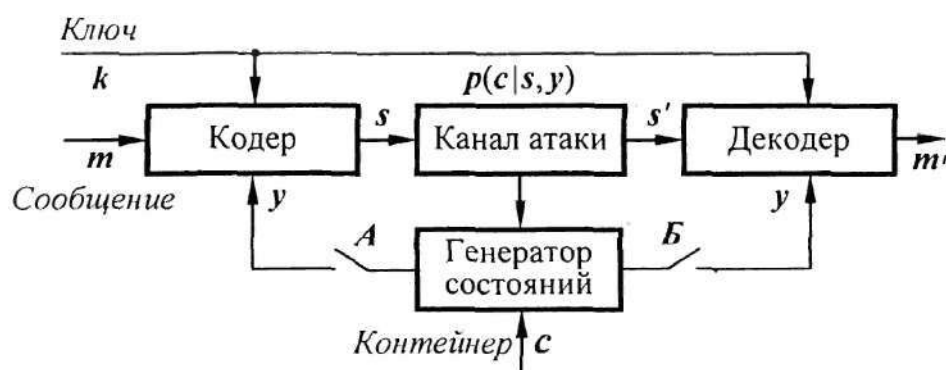 Ключ
k
p(c|s, y)
Кодер
s
Канал атаки
s'
Декодер
m
m'
Сообщение
y
A
Генератор
состояний
Б
y
Контейнер
c